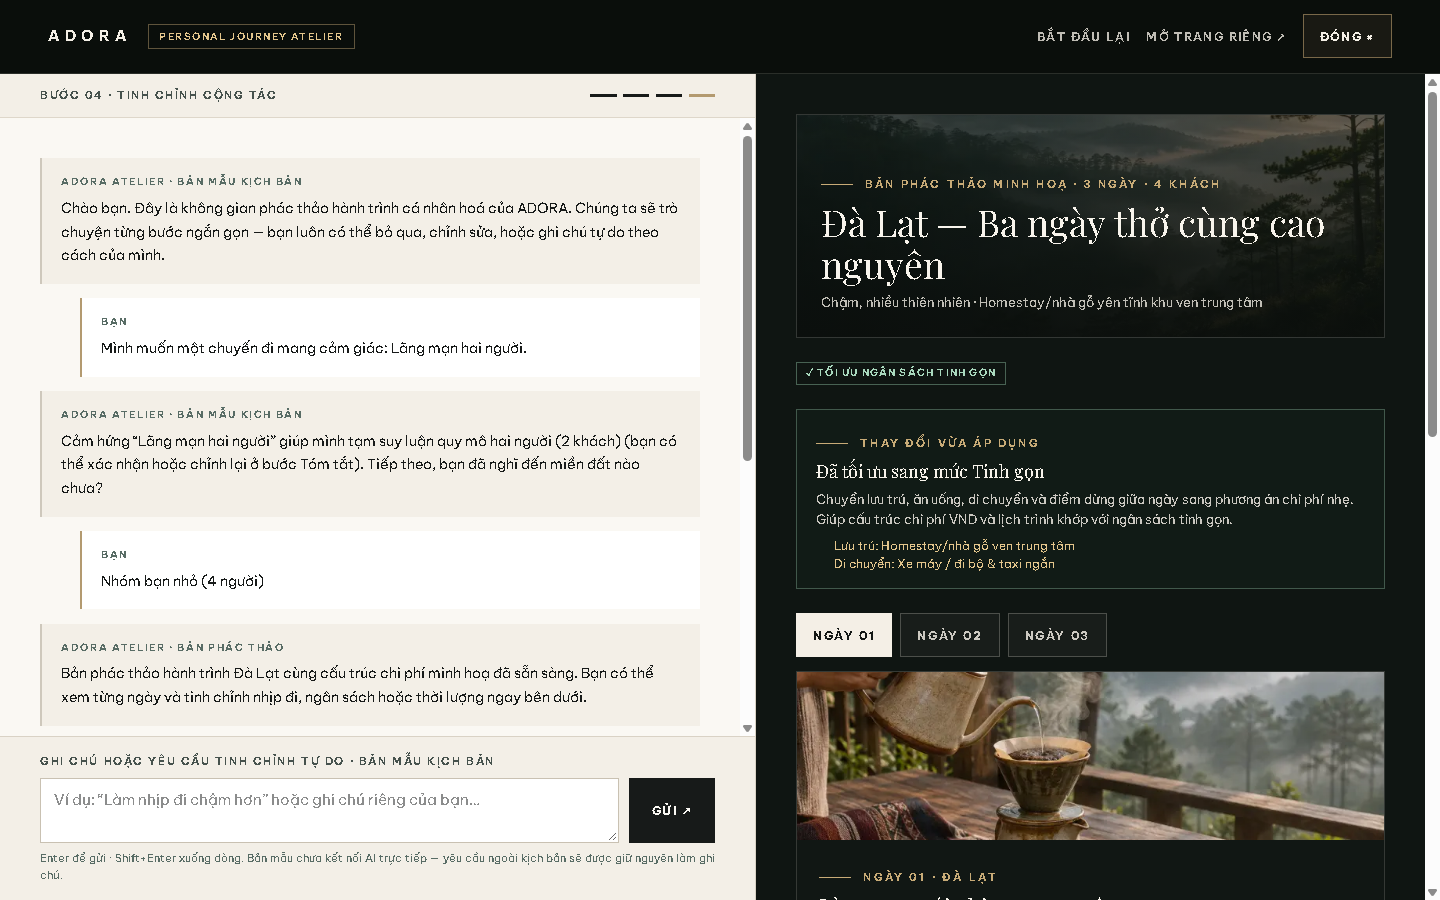 ADORA
PERSONAL JOURNEY ATELIER
BẮT ĐẦU LẠI
MỞ TRANG RIÊNG ↗
ĐÓNG ×
BƯỚC 04 · TINH CHỈNH CỘNG TÁC
ADORA ATELIER · BẢN MẪU KỊCH BẢN
Chào bạn. Đây là không gian phác thảo hành trình cá nhân hoá của ADORA. Chúng ta sẽ trò
chuyện từng bước ngắn gọn — bạn luôn có thể bỏ qua, chỉnh sửa, hoặc ghi chú tự do theo
cách của mình.
BẠN
Mình muốn một chuyến đi mang cảm giác: Lãng mạn hai người.
ADORA ATELIER · BẢN MẪU KỊCH BẢN
Cảm hứng “Lãng mạn hai người” giúp mình tạm suy luận quy mô hai người (2 khách) (bạn có
thể xác nhận hoặc chỉnh lại ở bước Tóm tắt). Tiếp theo, bạn đã nghĩ đến miền đất nào
chưa?
BẠN
Nhóm bạn nhỏ (4 người)
ADORA ATELIER · BẢN PHÁC THẢO
Bản phác thảo hành trình Đà Lạt cùng cấu trúc chi phí minh hoạ đã sẵn sàng. Bạn có thể
xem từng ngày và tinh chỉnh nhịp đi, ngân sách hoặc thời lượng ngay bên dưới.
GHI CHÚ HOẶC YÊU CẦU TINH CHỈNH TỰ DO · BẢN MẪU KỊCH BẢN
Ví dụ: “Làm nhịp đi chậm hơn” hoặc ghi chú riêng của bạn...
GỬI ↗
Enter để gửi · Shift+Enter xuống dòng. Bản mẫu chưa kết nối AI trực tiếp — yêu cầu ngoài kịch bản sẽ được giữ nguyên làm ghi
chú.
BẢN PHÁC THẢO MINH HOẠ · 3 NGÀY · 4 KHÁCH
Đà Lạt — Ba ngày thở cùng cao
nguyên
Chậm, nhiều thiên nhiên · Homestay/nhà gỗ yên tĩnh khu ven trung tâm
✓ TỐI ƯU NGÂN SÁCH TINH GỌN
THAY ĐỔI VỪA ÁP DỤNG
Đã tối ưu sang mức Tinh gọn
Chuyển lưu trú, ăn uống, di chuyển và điểm dừng giữa ngày sang phương án chi phí nhẹ.
Giúp cấu trúc chi phí VND và lịch trình khớp với ngân sách tinh gọn.
Lưu trú: Homestay/nhà gỗ ven trung tâm
Di chuyển: Xe máy / đi bộ & taxi ngắn
NGÀY 01
NGÀY 02
NGÀY 03
NGÀY 01 · ĐÀ LẠT